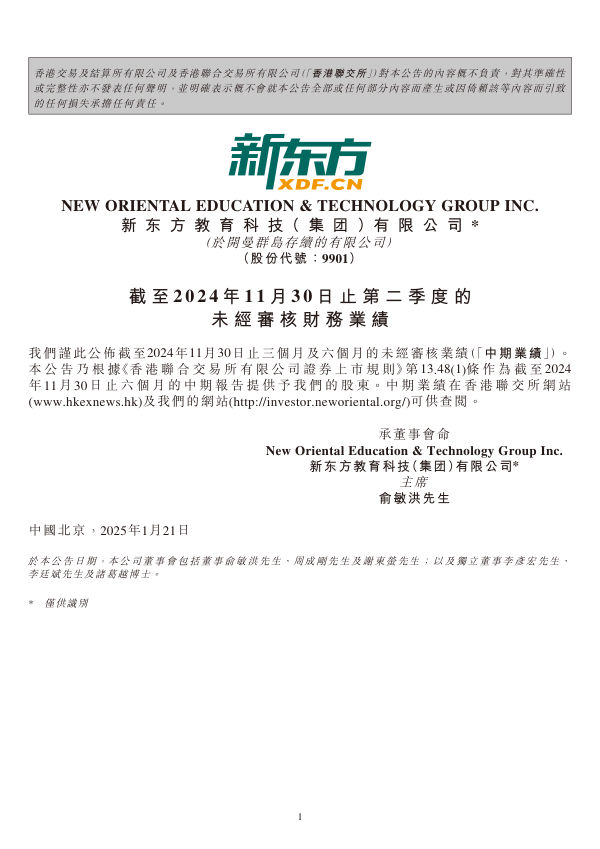 香港交易及結算所有限公司及香港聯合交易所有限公司(「香港聯交所」)對本公告的內容概不負責，對其準確性
或完整性亦不發表任何聲明，並明確表示概不會就本公告全部或任何部分內容而產生或因倚賴該等內容而引致
的任何損失承擔任何責任。
新东方
XDF.CN
NEW ORIENTAL EDUCATION & TECHNOLOGY GROUP INC.
新东方教育科技(集团)有限公司*
(於開曼群島存續的有限公司)
(股份代號：9901)
截至2024年11月30日止第二季度的
未經審核財務業績
我們謹此公佈截至2024年11月30日止三個月及六個月的未經審核業績(「中期業績」)。
本公告乃根據《香港聯合交易所有限公司證券上市規則》第13.48(1)條作為截至2024
年11月30日止六個月的中期報告提供予我們的股東。中期業績在香港聯交所網站
(www.hkexnews.hk)及我們的網站(http://investor.neworiental.org/)可供查閱。
承董事會命
New Oriental Education & Technology Group Inc.
新东方教育科技(集团)有限公司*
主席
俞敏洪先生
中國北京，2025年1月21日
於本公告日期，本公司董事會包括董事俞敏洪先生、周成剛先生及謝東螢先生；以及獨立董事李彥宏先生、
李廷斌先生及諸葛越博士。
* 僅供識別
1